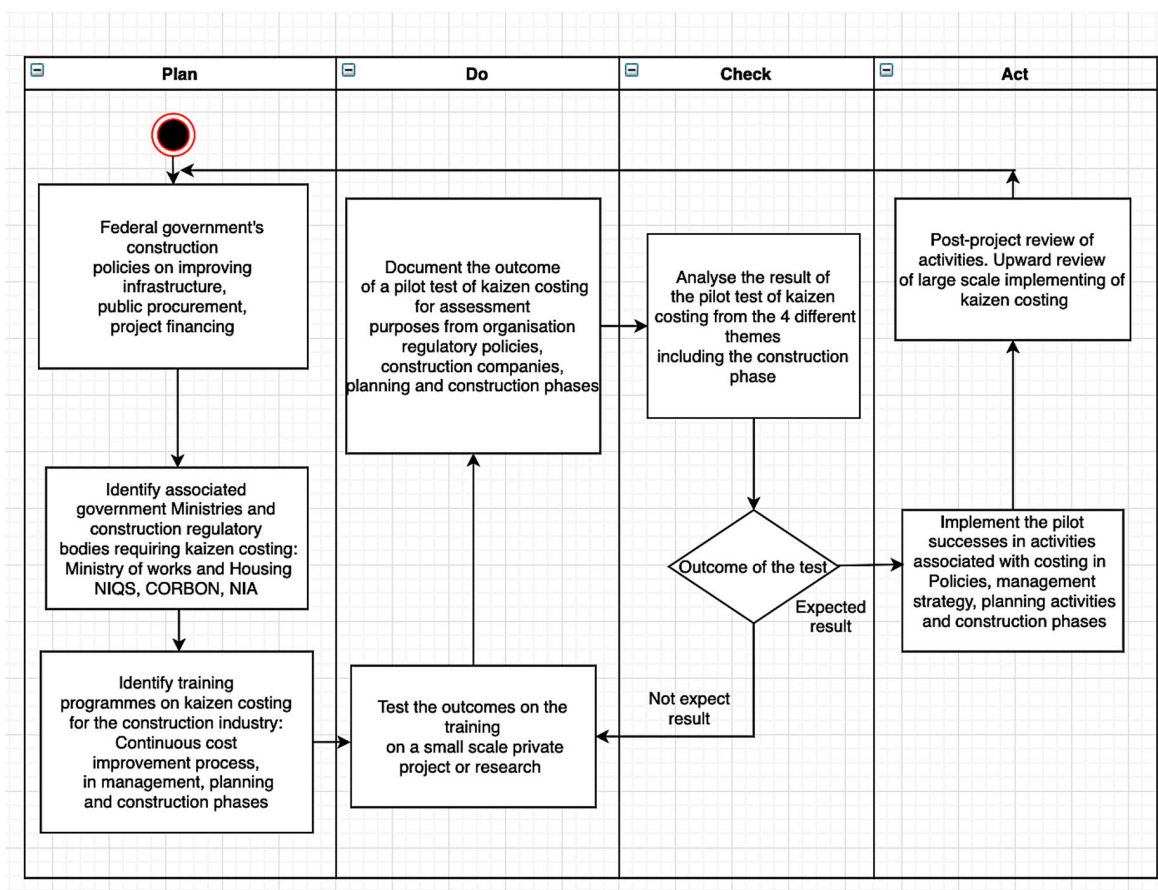 Plan
Do
Check
Act
Federal government's
construction
policies on improving
infrastructure,
public procurement,
project financing
Identify associated
government Ministries and
construction regulatory
bodies requiring kaizen costing:
Ministry of works and Housing
NIQS, CORBON, NIA
Identify training
programmes on kaizen costing
for the construction industry:
Continuous cost
improvement process,
in management, planning
and construction phases
Document the outcome
of a pilot test of kaizen costing
for assessment
purposes from organisation
regulatory policies,
construction companies,
planning and construction phases
Test the outcomes on the
training
on a small scale private
project or research
Analyse the result of
the pilot test of kaizen
costing from the 4 different
themes
including the construction
phase
Outcome of the test
Expected
result
Not expect
result
Post-project review of
activities. Upward review
of large scale implementing of
kaizen costing
Implement the pilot
successes in activities
associated with costing in
Policies, management
strategy, planning activities
and construction phases